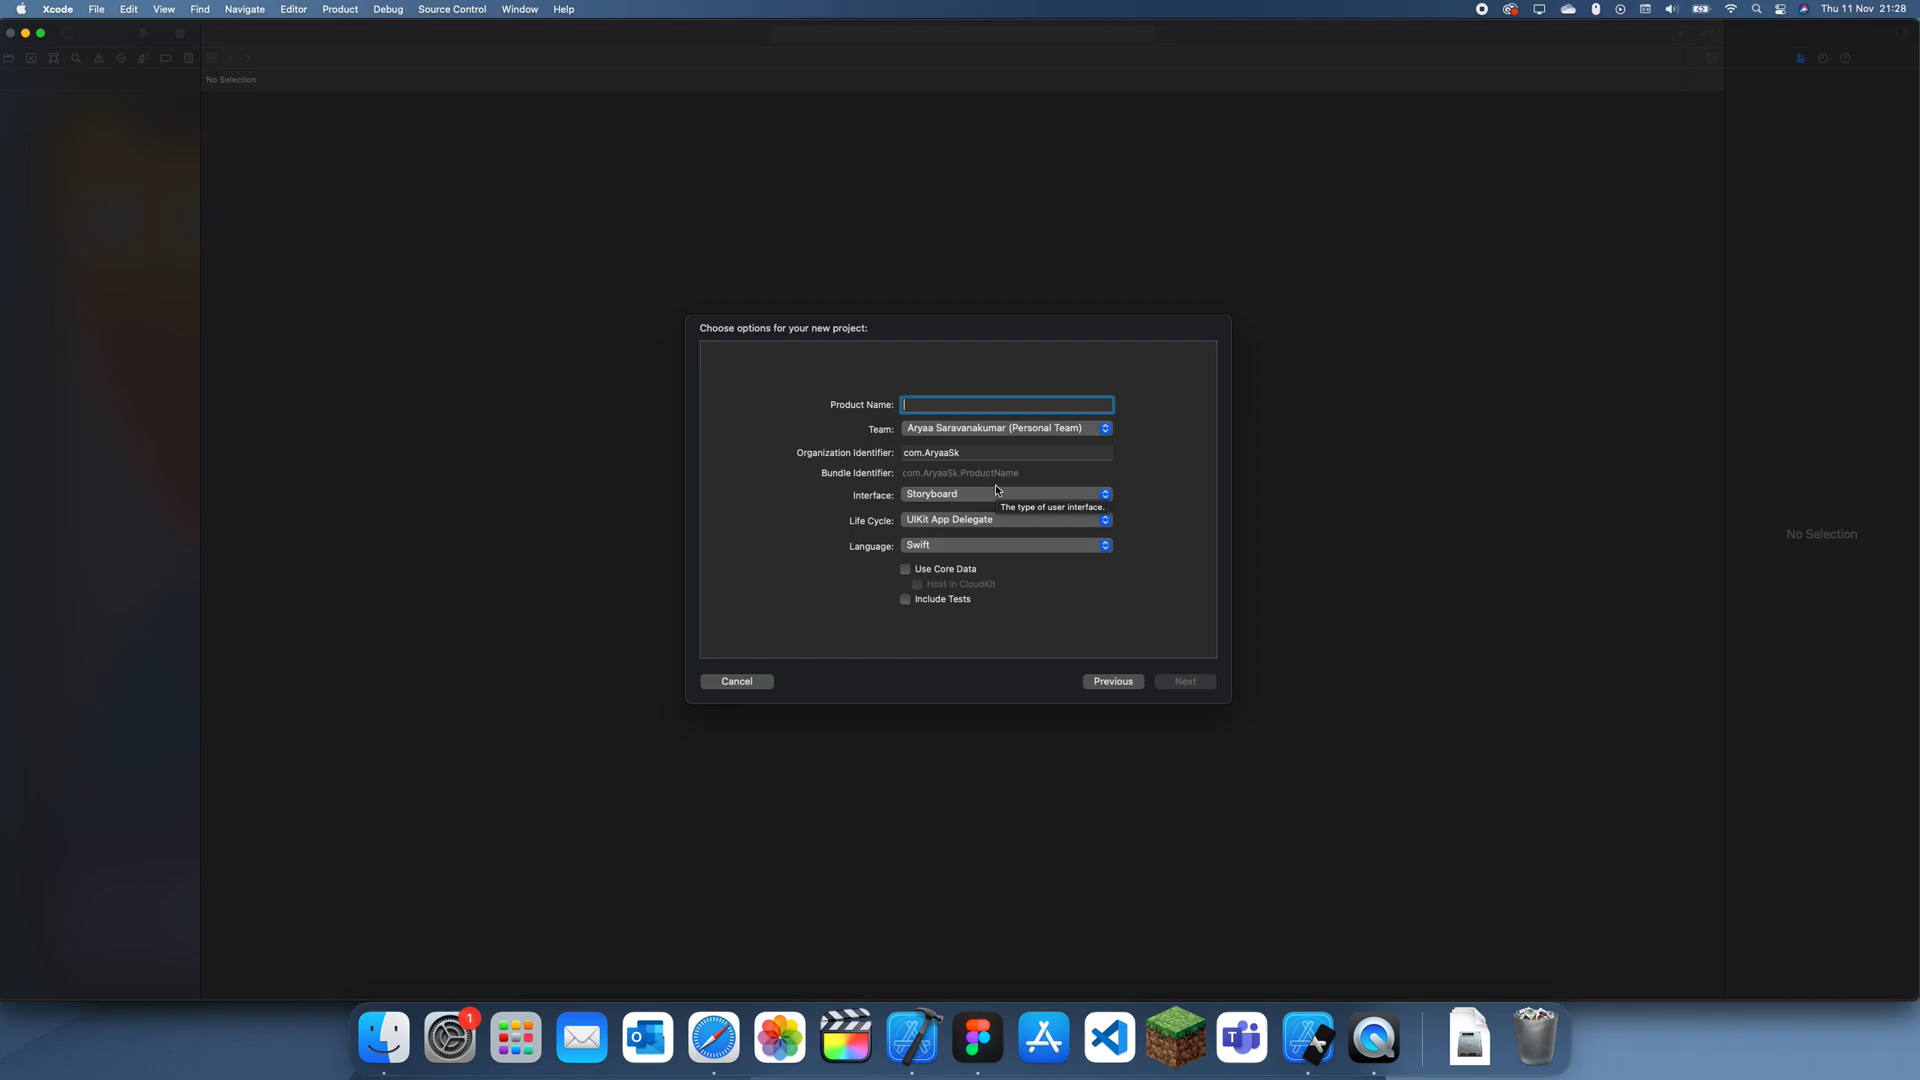 Xcode File Edit View Find Navigate Editor Product Debug Source Control Window Help Thu 11 Nov 21:28
No Selection
Choose options for your new project:
Product Name:
Team: Aryaa Saravanakumar (Personal Team)
Organization Identifier: com.AryaaSk
Bundle Identifier: com.AryaaSk.ProductName
Interface: Storyboard
The type of user interface.
Life Cycle: UIKit App Delegate
No Selection
Language: Swift
Use Core Data
Host in CloudKit
Include Tests
Cancel Previous Next
1